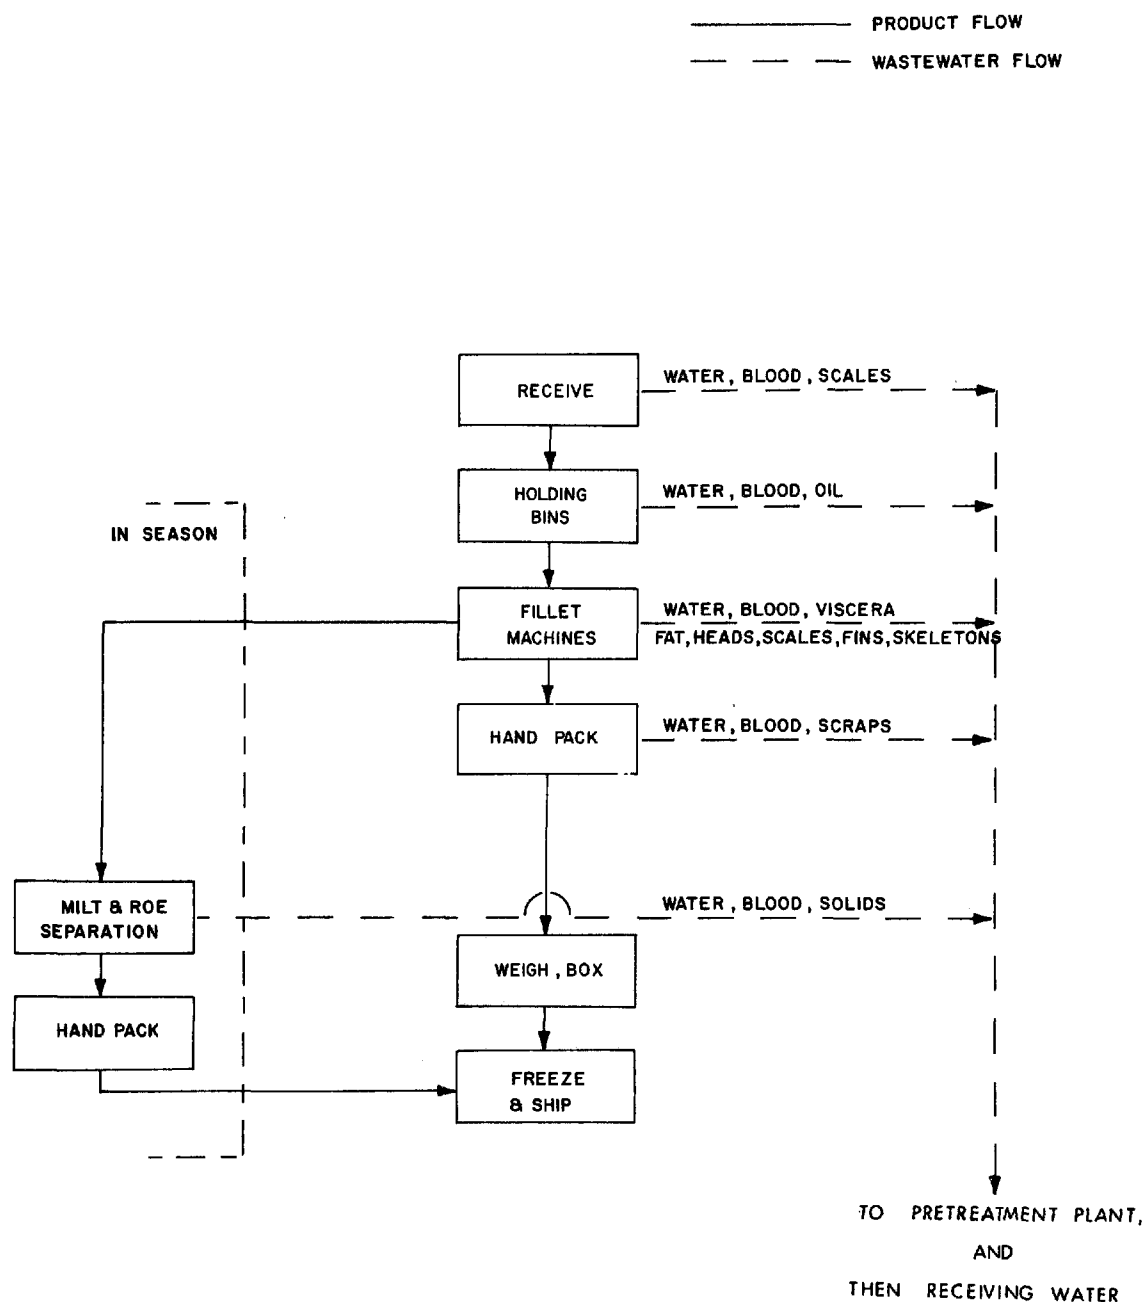 PRODUCT FLOW
WASTEWATER FLOW
RECEIVE
WATER, BLOOD, SCALES
HOLDING
BINS
WATER, BLOOD, OIL
IN SEASON
FILLET
MACHINES
WATER, BLOOD, VISCERA
FAT, HEADS, SCALES, FINS, SKELETONS
HAND PACK
WATER, BLOOD, SCRAPS
MILT & ROE
SEPARATION
WATER, BLOOD, SOLIDS
WEIGH, BOX
HAND PACK
FREEZE
& SHIP
TO PRETREATMENT PLANT,
AND
THEN RECEIVING WATER